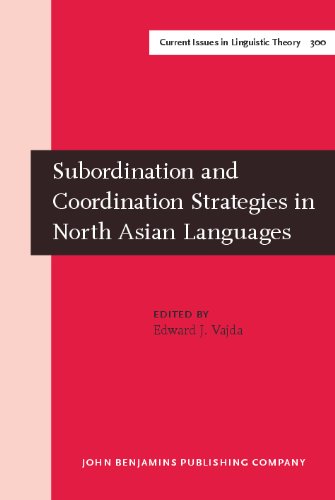 Current Issues in Linguistic Theory 300
Subordination and
Coordination Strategies in
North Asian Languages
EDITED BY
Edward J. Vajda
JOHN BENJAMINS PUBLISHING COMPANY